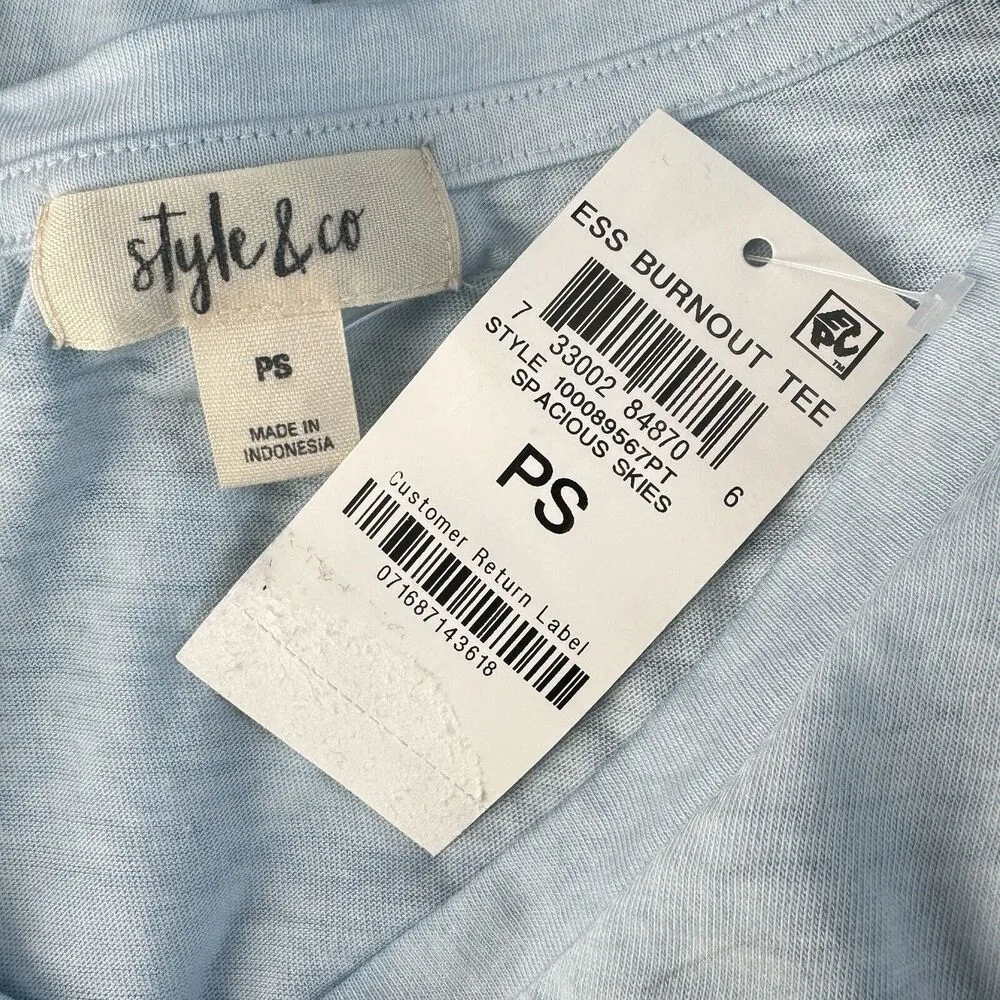 style & co
PS
MADE IN
INDONESIA
ESS BURNOUT TEE
EPC™
7 33002 84870 6
STYLE 100089567PT
SPACIOUS SKIES
PS
Customer Return Label
071687143618